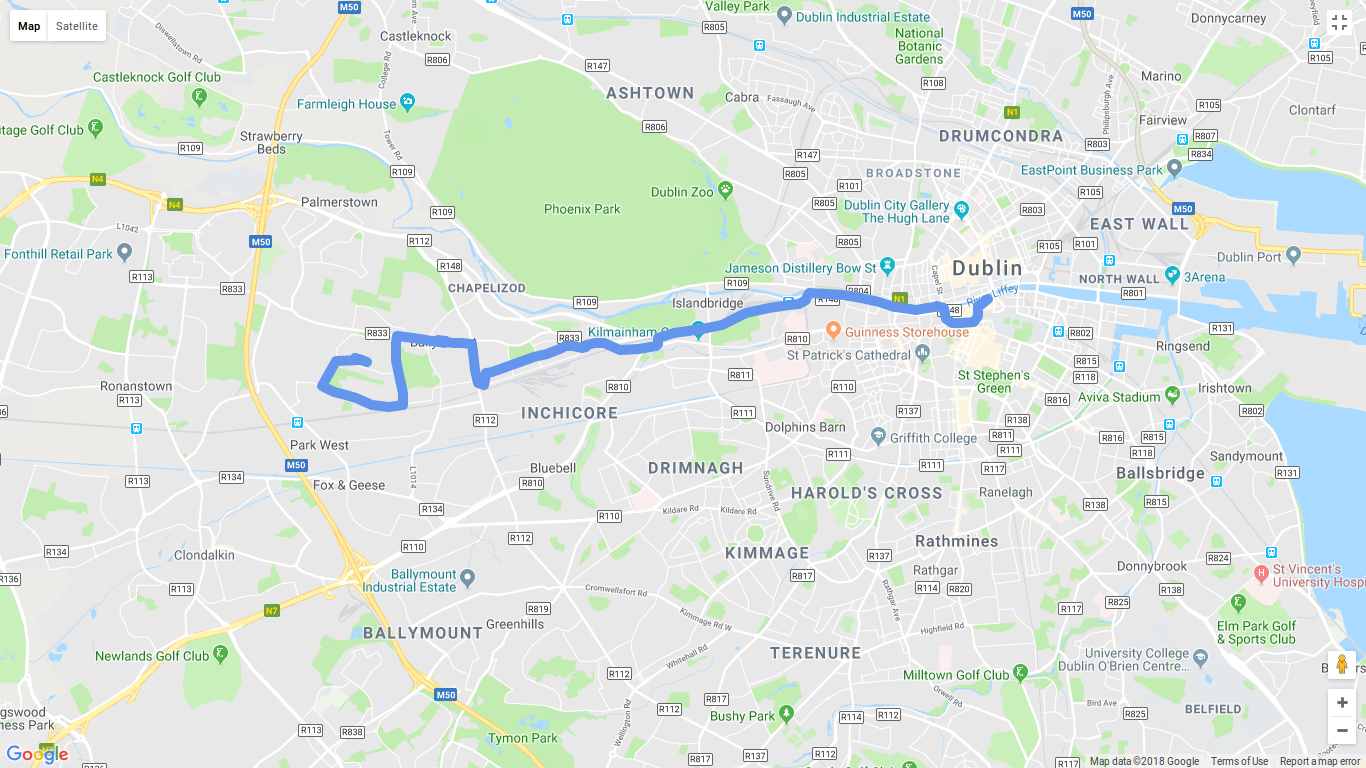 Map
Satellite
M50
Valley Park
Dublin Industrial Estate
R805
M50
Donnycarney
R105
Castleknock
R806
R147
National
Botanic
Gardens
Castleknock Golf Club
College Rd
Farmleigh House
ASHTOWN
Cabra
Fassaugh Ave
R108
Marino
R105
Clontarf
N1
Philipsburgh Ave
Fairview
itage Golf Club
Strawberry
Beds
R109
Tower Rd
R806
DRUMCONDRA
R807
R803
R834
R147
R805
BROADSTONE
EastPoint Business Park
N4
N4
Palmerstown
R109
Dublin Zoo
R101
R105
R805
Dublin City Gallery
The Hugh Lane
R803
M50
Phoenix Park
R109
EAST WALL
L1042
M50
R112
R805
R105
R101
Fonthill Retail Park
R113
R148
Jameson Distillery Bow St
Capel St
Dublin
Dublin Port
NORTH WALL
3Arena
R833
CHAPELIZOD
R109
R109
Islandbridge
R148
R804
N1
River Liffey
R801
R833
R833
Kilmainham
R810
Guinness Storehouse
R802
R131
Ringsend
St Patrick's Cathedral
R815
R811
St Stephen's
Green
R118
Ronanstown
R113
R810
R110
Irishtown
R112
INCHICORE
R111
R137
R138
R816
Aviva Stadium
R802
Park West
Dolphins Barn
Griffith College
R811
R111
R816
R815
R118
Sandymount
M50
R134
L1014
Bluebell
DRIMNAGH
R111
R111
R117
Ballsbridge
R131
R113
Fox & Geese
R810
Sundrive Rd
HAROLD'S CROSS
Ranelagh
R138
R815
R134
Kildare Rd
Kildare Rd
R110
R134
Clondalkin
R110
R112
KIMMAGE
R137
Rathmines
R824
Donnybrook
St Vincent's
University Hosp
R136
R113
Ballymount
Industrial Estate
R817
Rathgar
R114
R820
R138
Cromwellsfort Rd
R825
N7
R819
Kimmage Rd W
Rathgar Ave
R117
Greenhills
Highfield Rd
R118
Elm Park Golf
& Sports Club
BALLYMOUNT
Newlands Golf Club
Whitehall Rd
TERENURE
University College
Dublin O'Brien Centre...
R112
Milltown Golf Club
M50
R817
R112
Wellington Rd
Bushy Park
R114
R112
Orwell Rd
Bird Ave
R825
BELFIELD
R113
R838
Tymon Park
R817
R137
R112
R117
Google
Map data ©2018 Google
Terms of Use
Report a map error